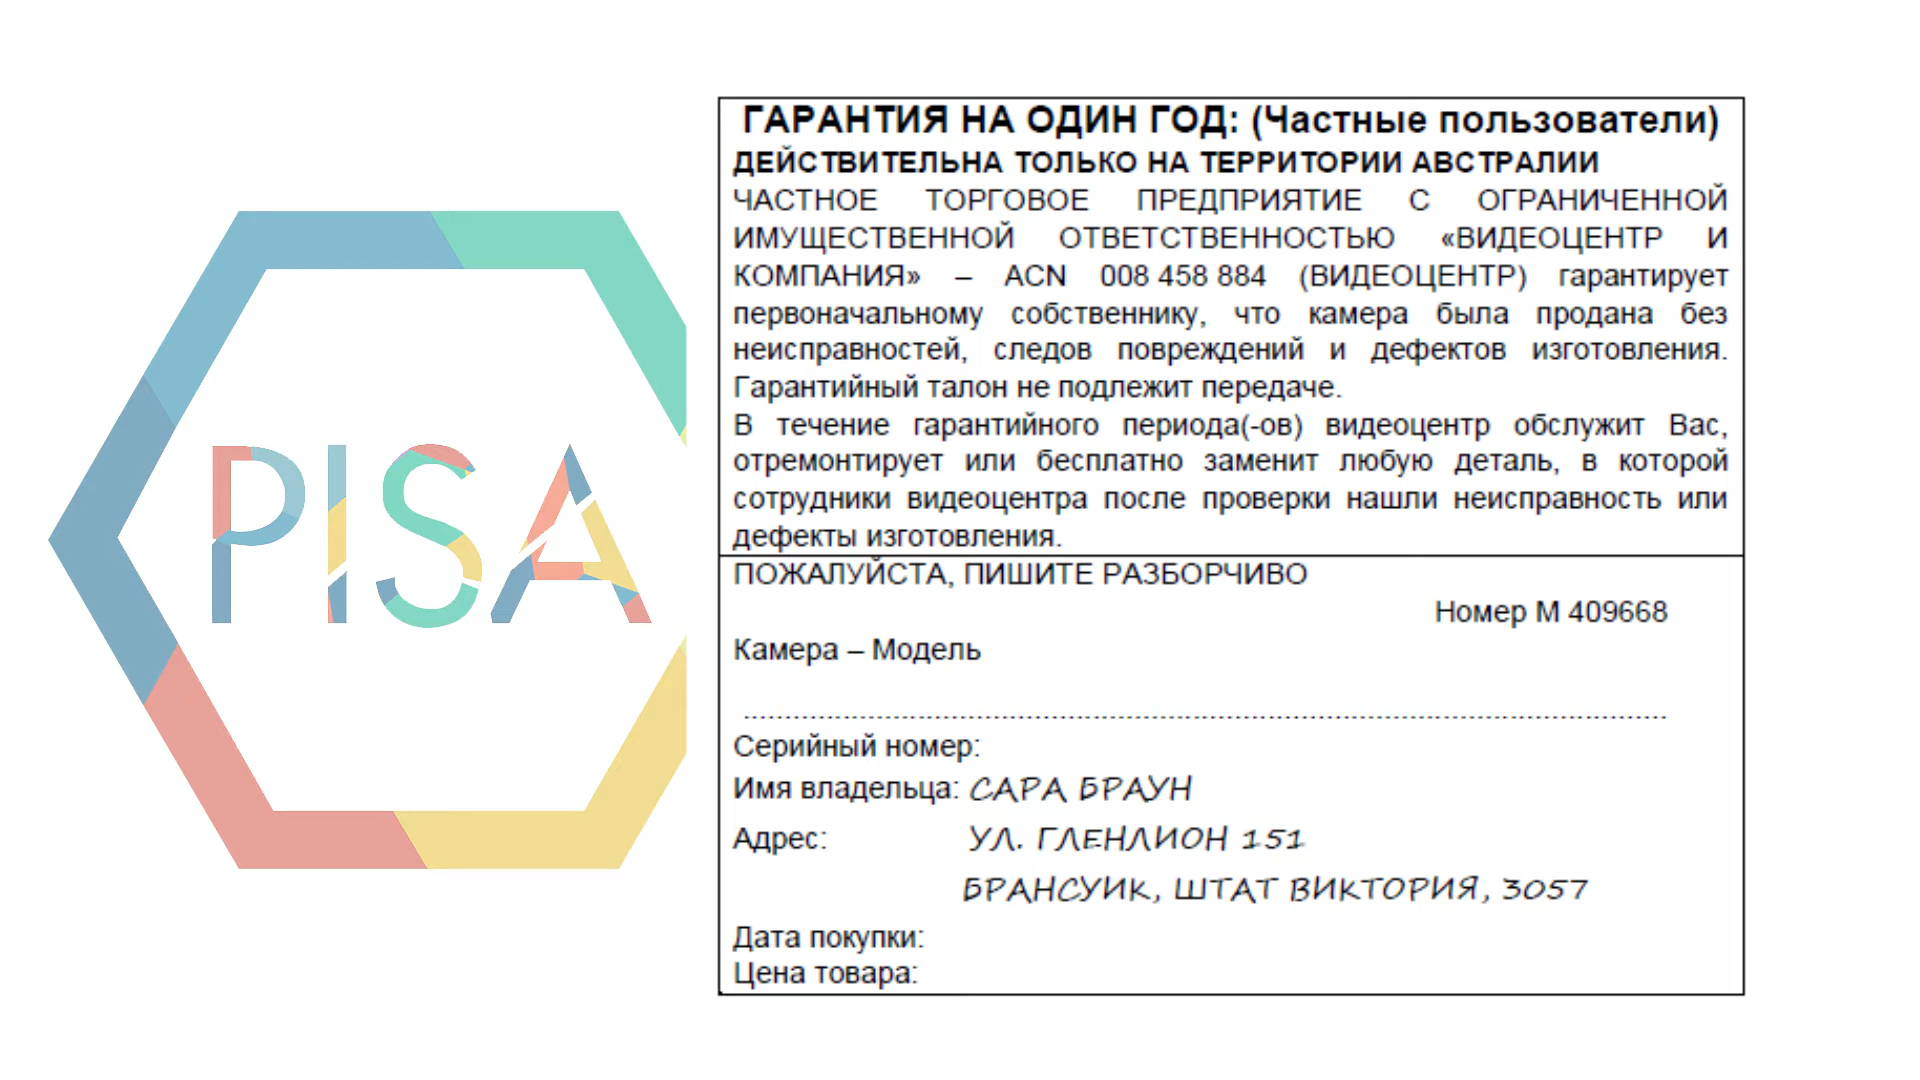 PISA
ГАРАНТИЯ НА ОДИН ГОД: (Частные пользователи)
ДЕЙСТВИТЕЛЬНА ТОЛЬКО НА ТЕРРИТОРИИ АВСТРАЛИИ
ЧАСТНОЕ ТОРГОВОЕ ПРЕДПРИЯТИЕ С ОГРАНИЧЕННОЙ
ИМУЩЕСТВЕННОЙ ОТВЕТСТВЕННОСТЬЮ «ВИДЕОЦЕНТР И
КОМПАНИЯ» – ACN 008 458 884 (ВИДЕОЦЕНТР) гарантирует
первоначальному собственнику, что камера была продана без
неисправностей, следов повреждений и дефектов изготовления.
Гарантийный талон не подлежит передаче.
В течение гарантийного периода(-ов) видеоцентр обслужит Вас,
отремонтирует или бесплатно заменит любую деталь, в которой
сотрудники видеоцентра после проверки нашли неисправность или
дефекты изготовления.
ПОЖАЛУЙСТА, ПИШИТЕ РАЗБОРЧИВО
Номер М 409668
Камера – Модель
Серийный номер:
Имя владельца: САРА БРАУН
Адрес: УЛ. ГЛЕНЛИОН 151
БРАНСУИК, ШТАТ ВИКТОРИЯ, 3057
Дата покупки:
Цена товара: